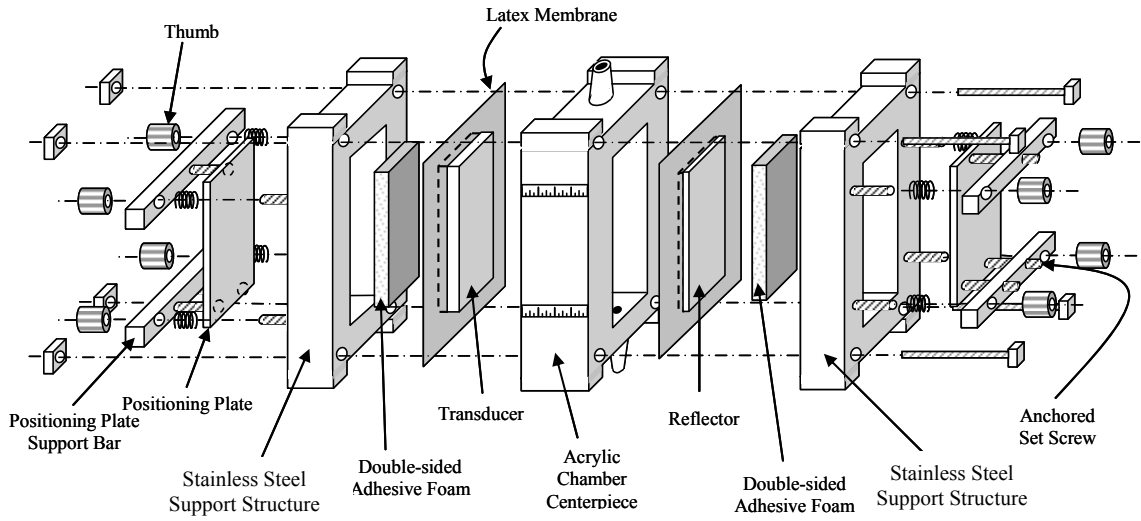 Latex Membrane
Thumb
Positioning Plate
Support Bar
Positioning Plate
Stainless Steel
Support Structure
Double-sided
Adhesive Foam
Transducer
Acrylic
Chamber
Centerpiece
Reflector
Double-sided
Adhesive Foam
Stainless Steel
Support Structure
Anchored
Set Screw